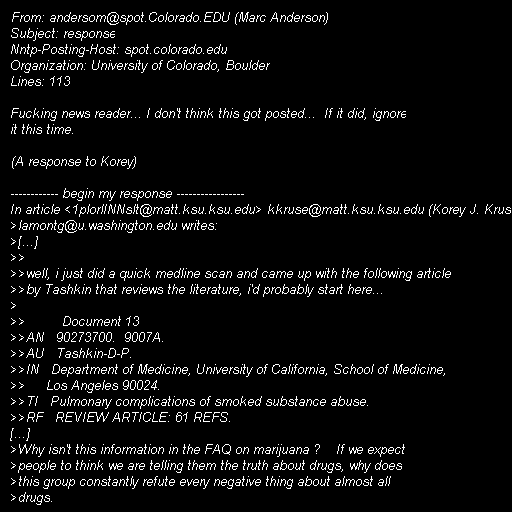 From: andersom@spot.Colorado.EDU (Marc Anderson)
Subject: response
Nntp-Posting-Host: spot.colorado.edu
Organization: University of Colorado, Boulder
Lines: 113

Fucking news reader... I don't think this got posted...  If it did, ignore
it this time.

(A response to Korey)

------------ begin my response -----------------
In article <1plorlINNslt@matt.ksu.ksu.edu>  kkruse@matt.ksu.ksu.edu (Korey J. Krus
>lamontg@u.washington.edu writes:
>[...]
>>
>>well, i just did a quick medline scan and came up with the following article
>>by Tashkin that reviews the literature, i'd probably start here...
>
>>         Document 13
>>AN   90273700.  9007A.
>>AU   Tashkin-D-P.
>>IN   Department of Medicine, University of California, School of Medicine,
>>     Los Angeles 90024.
>>TI   Pulmonary complications of smoked substance abuse.
>>RF   REVIEW ARTICLE: 61 REFS.
[...]
>Why isn't this information in the FAQ on marijuana ?    If we expect
>people to think we are telling them the truth about drugs, why does
>this group constantly refute every negative thing about almost all
>drugs.